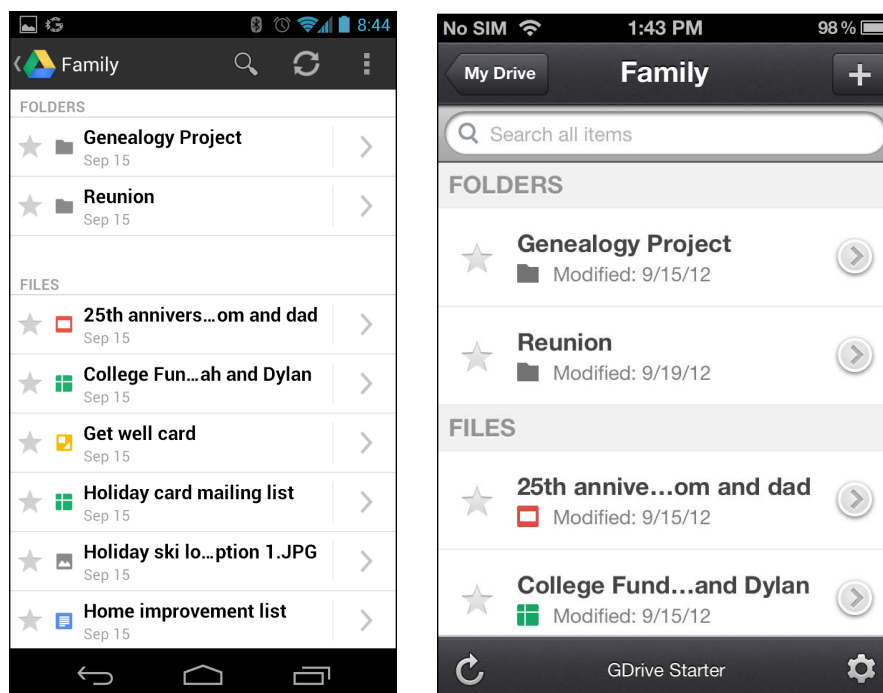 8:44
Family
FOLDERS
Genealogy Project
Sep 15
Reunion
Sep 15
FILES
25th annivers...om and dad
Sep 15
College Fun...ah and Dylan
Sep 15
Get well card
Sep 15
Holiday card mailing list
Sep 15
Holiday ski lo...ption 1.JPG
Sep 15
Home improvement list
Sep 15
No SIM 1:43 PM 98%
My Drive Family +
Search all items
FOLDERS
Genealogy Project
Modified: 9/15/12
Reunion
Modified: 9/19/12
FILES
25th annive...om and dad
Modified: 9/15/12
College Fund...and Dylan
Modified: 9/15/12
GDrive Starter